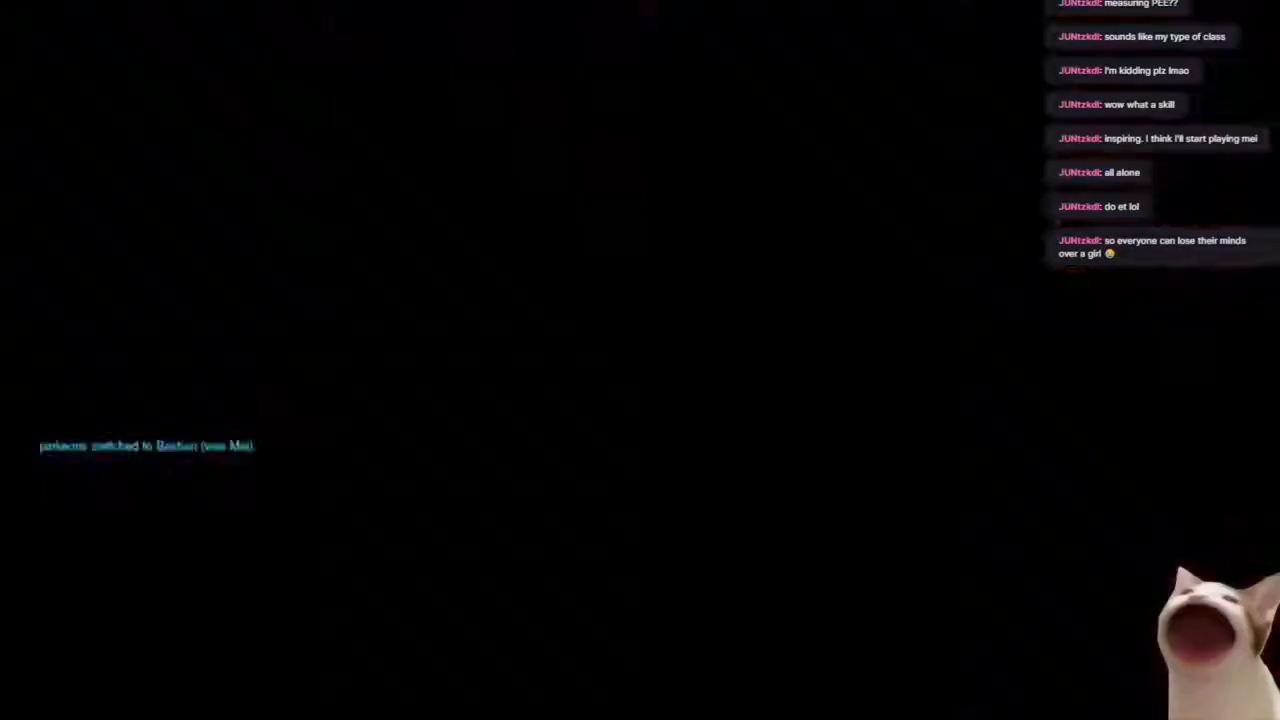 JUNtzkdl: measuring PEE??
JUNtzkdl: sounds like my type of class
JUNtzkdl: I'm kidding plz lmao
JUNtzkdl: wow what a skill
JUNtzkdl: inspiring. I think I'll start playing mei
JUNtzkdl: all alone
JUNtzkdl: do et lol
JUNtzkdl: so everyone can lose their minds
over a girl 😭
switched to Bastion (was Mei).